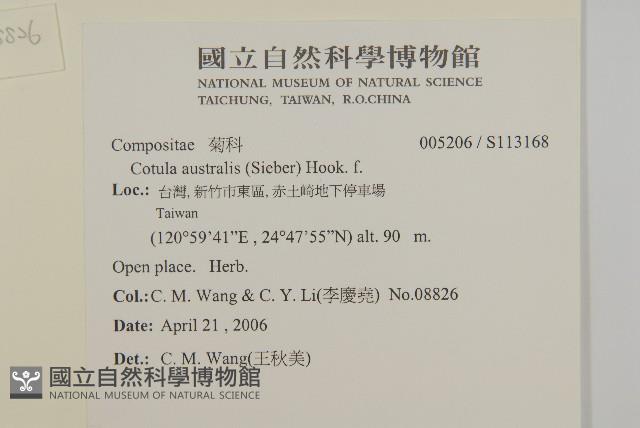 國立自然科學博物館
NATIONAL MUSEUM OF NATURAL SCIENCE
TAICHUNG, TAIWAN, R.O.CHINA
Compositae 菊科 005206 / S113168
Cotula australis (Sieber) Hook. f.
Loc.: 台灣, 新竹市東區, 赤土崎地下停車場
Taiwan
(120°59'41”E , 24°47'55”N) alt. 90 m.
Open place. Herb.
Col.: C. M. Wang & C. Y. Li(李慶堯) No.08826
Date: April 21 , 2006
Det.: C. M. Wang(王秋美)
國立自然科學博物館
NATIONAL MUSEUM OF NATURAL SCIENCE